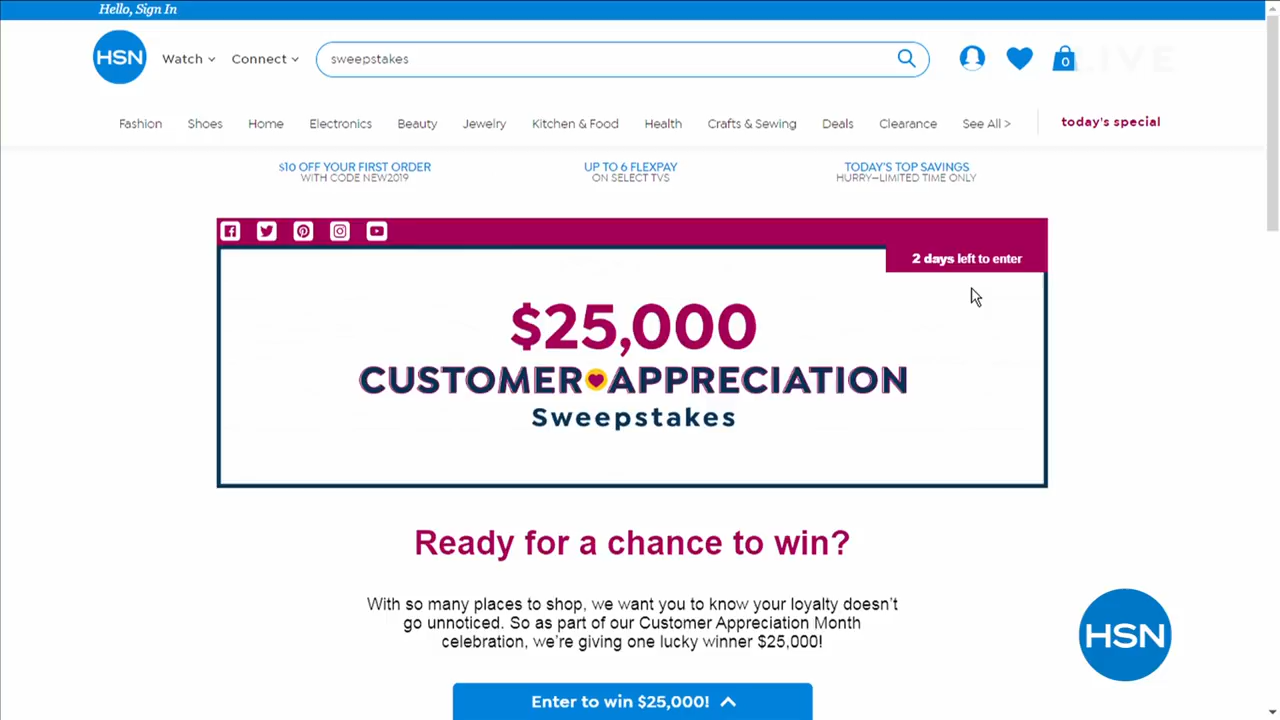 Hello, Sign In
HSN
Watch
Connect
sweepstakes
0
LIVE
Fashion
Shoes
Home
Electronics
Beauty
Jewelry
Kitchen & Food
Health
Crafts & Sewing
Deals
Clearance
See All >
today's special
$10 OFF YOUR FIRST ORDER
WITH CODE NEW2019
UP TO 6 FLEXPAY
ON SELECT TVS
TODAY'S TOP SAVINGS
HURRY—LIMITED TIME ONLY
2 days left to enter
$25,000
CUSTOMER APPRECIATION
Sweepstakes
Ready for a chance to win?
With so many places to shop, we want you to know your loyalty doesn't
go unnoticed. So as part of our Customer Appreciation Month
celebration, we're giving one lucky winner $25,000!
HSN
Enter to win $25,000!